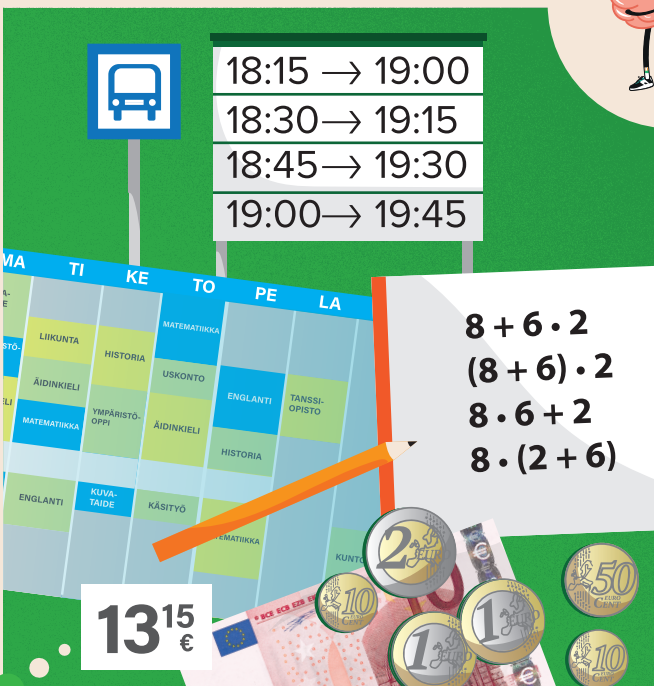 18:15 → 19:00
18:30 → 19:15
18:45 → 19:30
19:00 → 19:45
MA TI KE TO PE LA
MATEMATIIKKA
LIIKUNTA
HISTORIA
USKONTO
ÄIDINKIELI
ENGLANTI
TANSSI-
OPISTO
MATEMATIIKKA
YMPÄRISTÖ-
OPPI
ÄIDINKIELI
HISTORIA
ENGLANTI
KUVA-
TAIDE
KÄSITYÖ
8 + 6 • 2
(8 + 6) • 2
8 • 6 + 2
8 • (2 + 6)
2 EURO
10
CENT
1
1
50
EURO
CENT
10
CENT
13 15 €